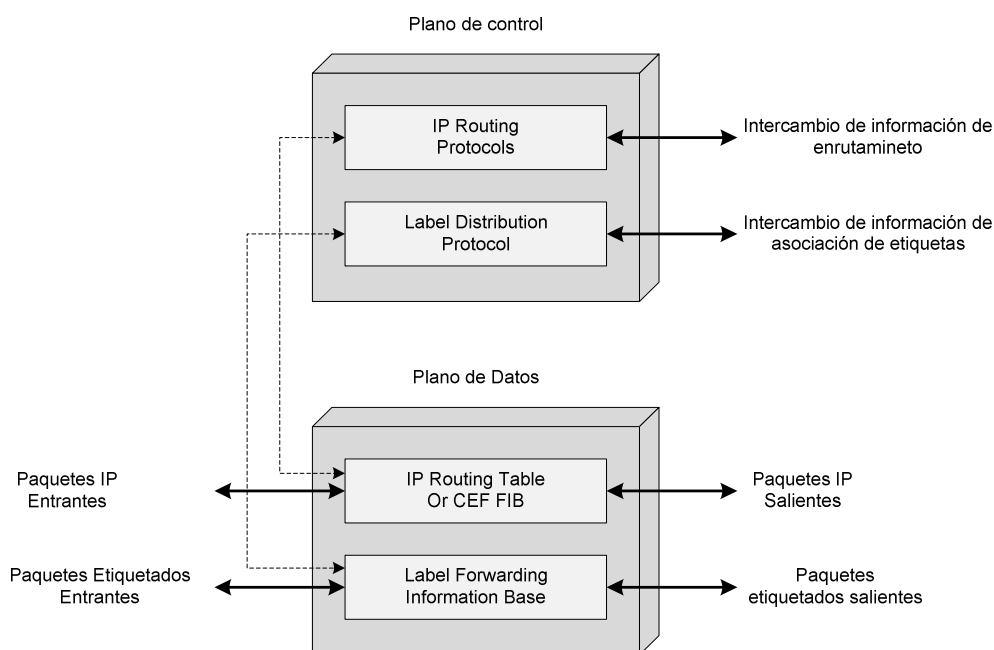 Plano de control
IP Routing
Protocols
Intercambio de información de
enrutamineto
Label Distribution
Protocol
Intercambio de información de
asociación de etiquetas
Plano de Datos
Paquetes IP
Entrantes
IP Routing Table
Or CEF FIB
Paquetes IP
Salientes
Paquetes Etiquetados
Entrantes
Label Forwarding
Information Base
Paquetes
etiquetados salientes